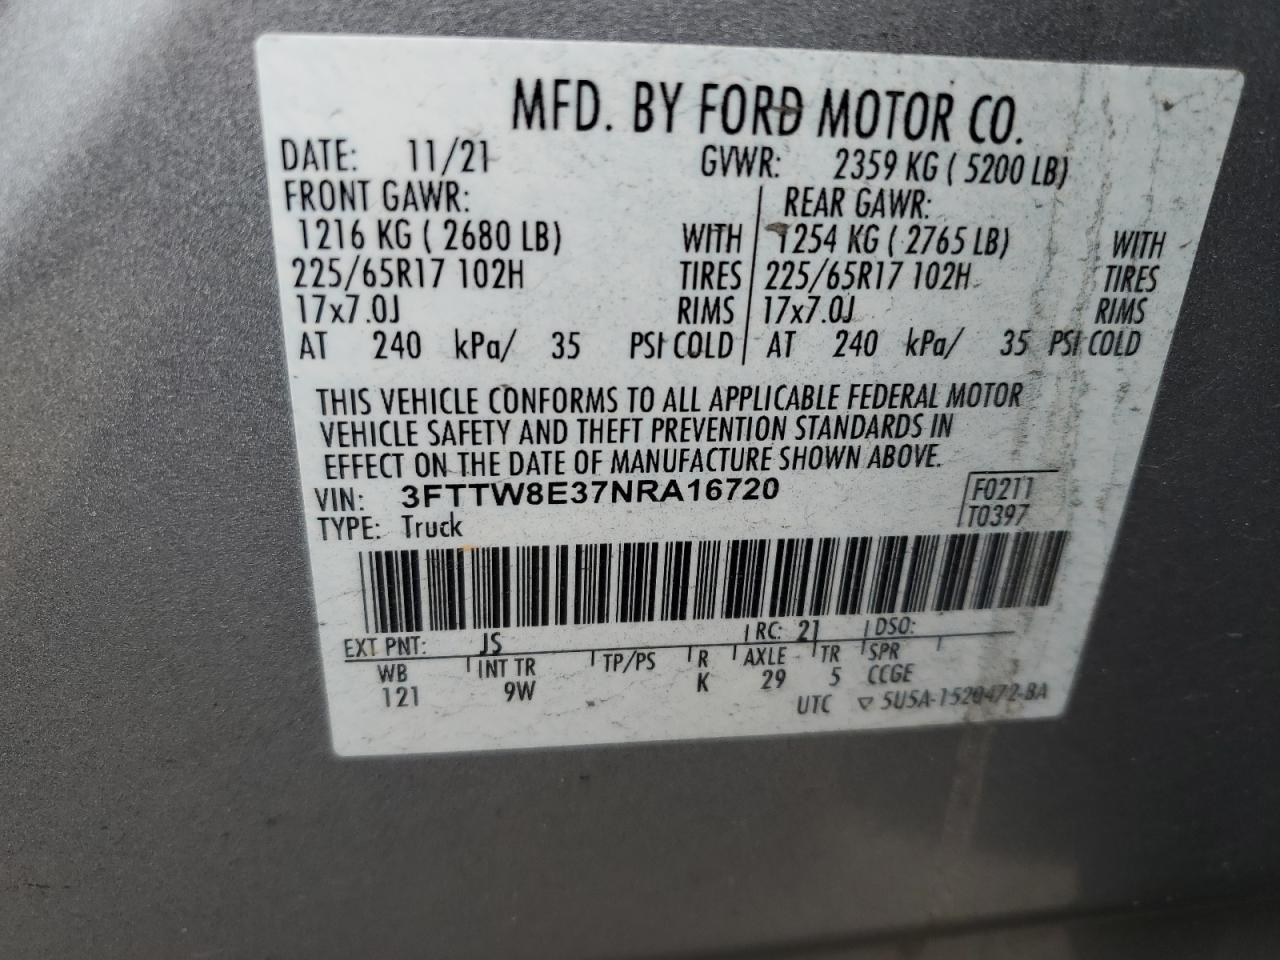 MFD. BY FORD MOTOR CO.
DATE: 11/21 GVWR: 2359 KG ( 5200 LB)
FRONT GAWR: REAR GAWR:
1216 KG ( 2680 LB) WITH 1254 KG ( 2765 LB) WITH
225/65R17 102H TIRES 225/65R17 102H TIRES
17x7.0J RIMS 17x7.0J RIMS
AT 240 kPa/ 35 PSI COLD AT 240 kPa/ 35 PSI COLD
THIS VEHICLE CONFORMS TO ALL APPLICABLE FEDERAL MOTOR
VEHICLE SAFETY AND THEFT PREVENTION STANDARDS IN
EFFECT ON THE DATE OF MANUFACTURE SHOWN ABOVE.
VIN: 3FTTW8E37NRA16720 F0211
TYPE: Truck T0397
EXT PNT: JS RC: 21 DSO:
WB INT TR TP/PS R AXLE TR SPR
121 9W K 29 5 CCGE
UTC ▽ 5U5A-1520472-BA